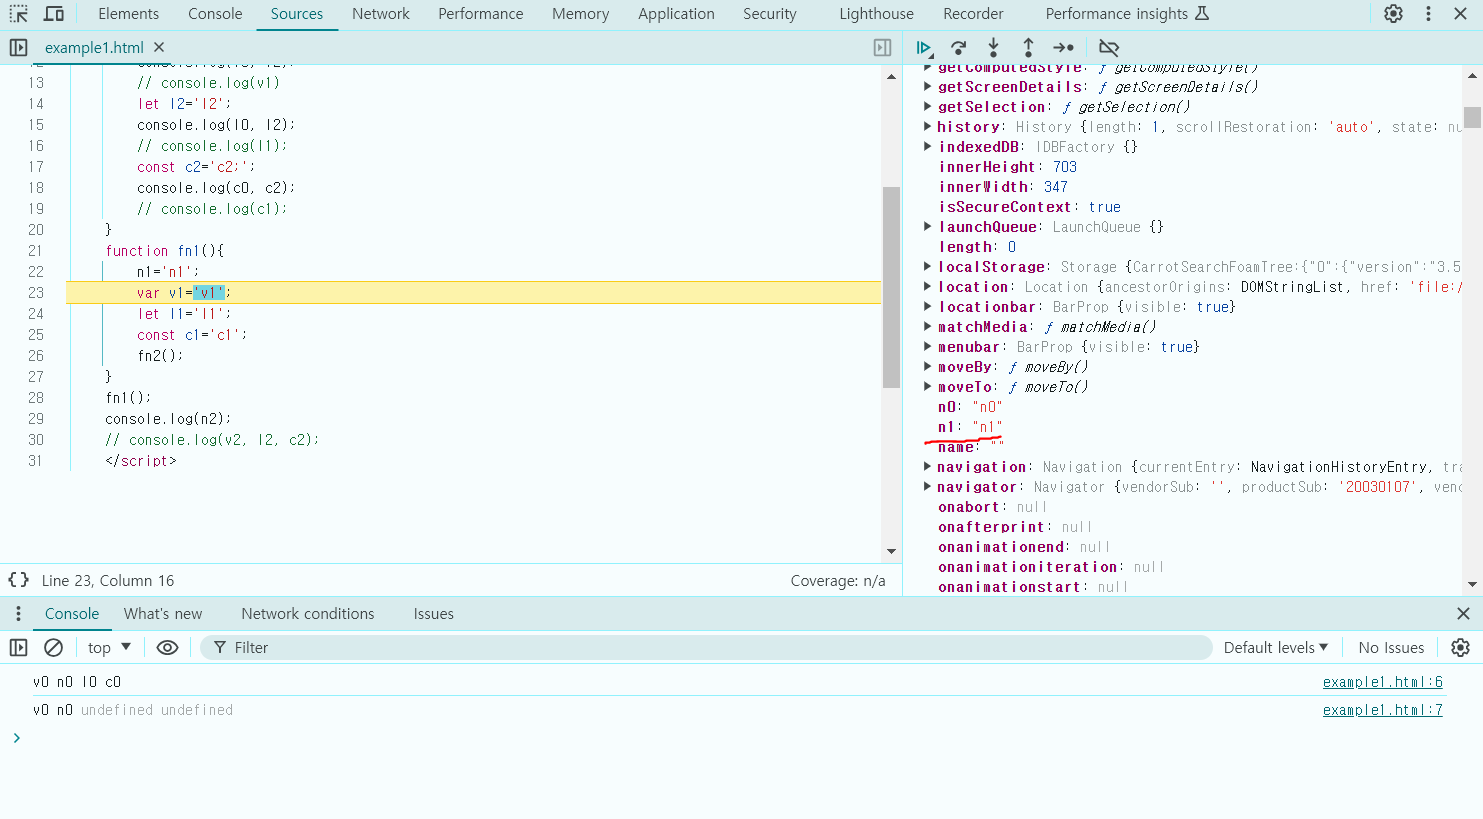 Elements Console Sources Network Performance Memory Application Security Lighthouse Recorder Performance insights
example1.html
13 // console.log(v1)
14 let l2='l2';
15 console.log(l0, l2);
16 // console.log(l1);
17 const c2='c2;';
18 console.log(c0, c2);
19 // console.log(c1);
20 }
21 function fn1(){
22 n1='n1';
23 var v1='v1';
24 let l1='l1';
25 const c1='c1';
26 fn2();
27 }
28 fn1();
29 console.log(n2);
30 // console.log(v2, l2, c2);
31 </script>
getComputedStyle: ƒ getComputedStyle()
getScreenDetails: ƒ getScreenDetails()
getSelection: ƒ getSelection()
history: History {length: 1, scrollRestoration: 'auto', state: nu
indexedDB: IDBFactory {}
innerHeight: 703
innerWidth: 347
isSecureContext: true
launchQueue: LaunchQueue {}
length: 0
localStorage: Storage {CarrotSearchFoamTree:{"0":{"version":"3.5
location: Location {ancestorOrigins: DOMStringList, href: 'file:/
locationbar: BarProp {visible: true}
matchMedia: ƒ matchMedia()
menubar: BarProp {visible: true}
moveBy: ƒ moveBy()
moveTo: ƒ moveTo()
n0: "n0"
n1: "n1"
name: ""
navigation: Navigation {currentEntry: NavigationHistoryEntry, tra
navigator: Navigator {vendorSub: '', productSub: '20030107', venc
onabort: null
onafterprint: null
onanimationend: null
onanimationiteration: null
onanimationstart: null
{} Line 23, Column 16 Coverage: n/a
Console What's new Network conditions Issues
top Filter Default levels No Issues
v0 n0 l0 c0 example1.html:6
v0 n0 undefined undefined example1.html:7